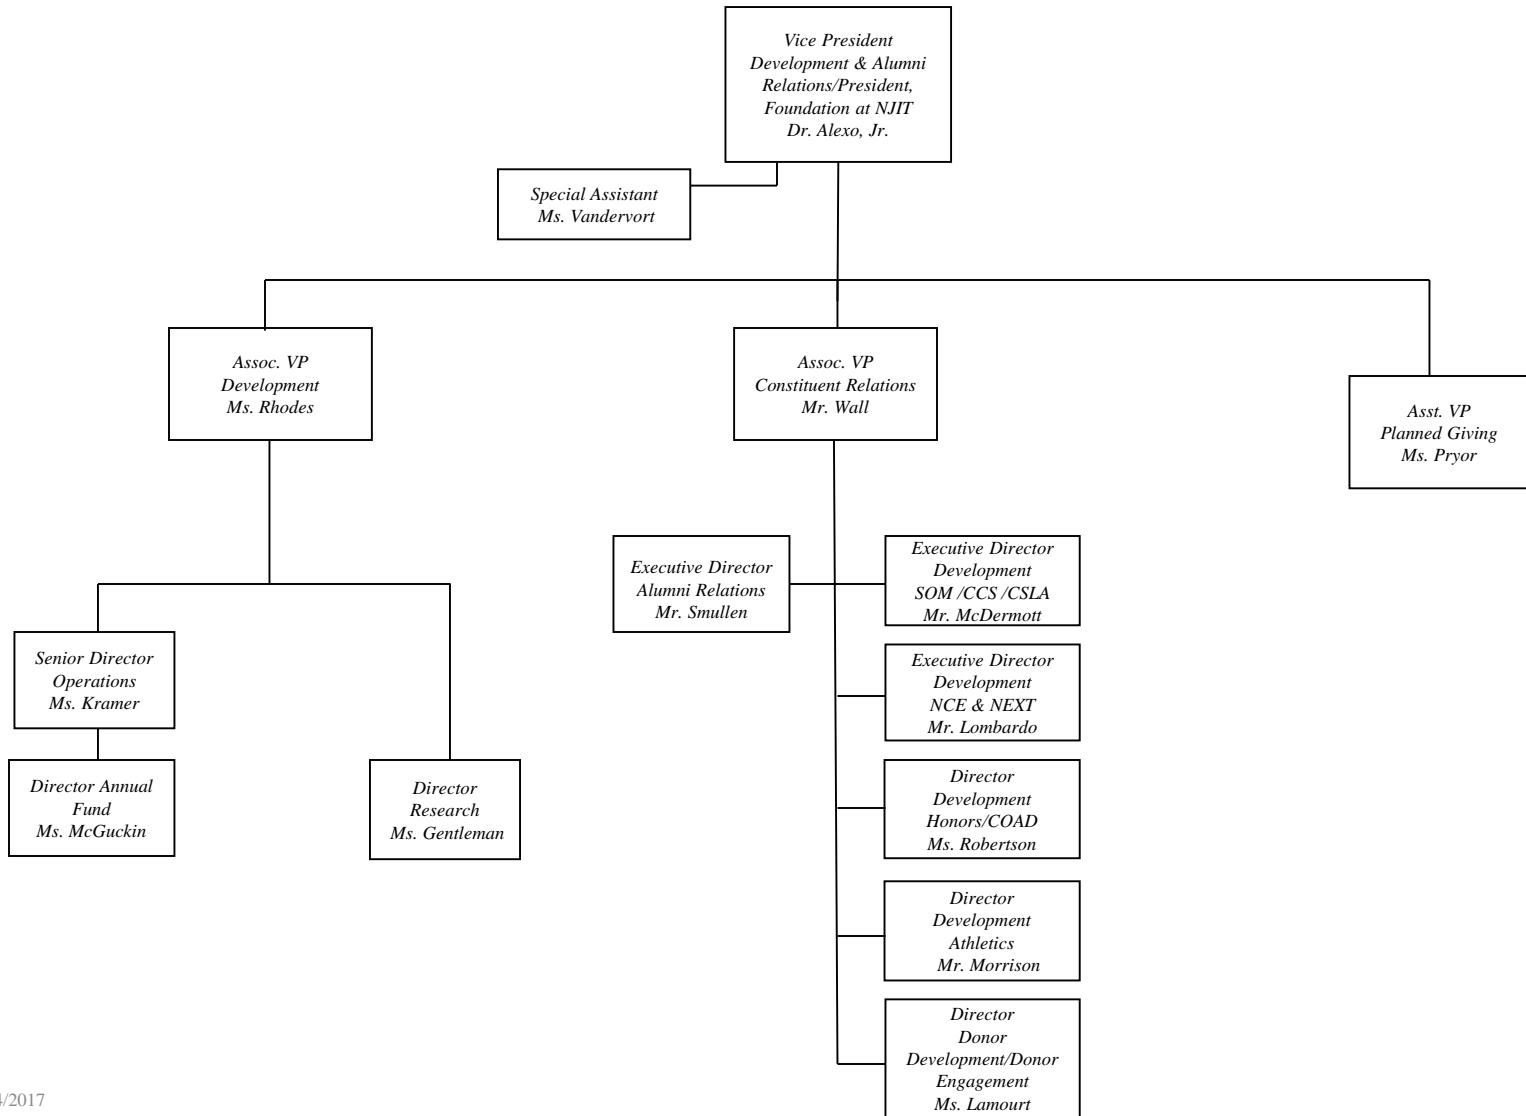 Vice President
Development & Alumni
Relations/President,
Foundation at NJIT
Dr. Alexo, Jr.
Special Assistant
Ms. Vandervort
Assoc. VP
Development
Ms. Rhodes
Assoc. VP
Constituent Relations
Mr. Wall
Asst. VP
Planned Giving
Ms. Pryor
Executive Director
Alumni Relations
Mr. Smullen
Executive Director
Development
SOM /CCS /CSLA
Mr. McDermott
Senior Director
Operations
Ms. Kramer
Executive Director
Development
NCE & NEXT
Mr. Lombardo
Director Annual
Fund
Ms. McGuckin
Director
Research
Ms. Gentleman
Director
Development
Honors/COAD
Ms. Robertson
Director
Development
Athletics
Mr. Morrison
Director
Donor
Development/Donor
Engagement
Ms. Lamourt
/2017